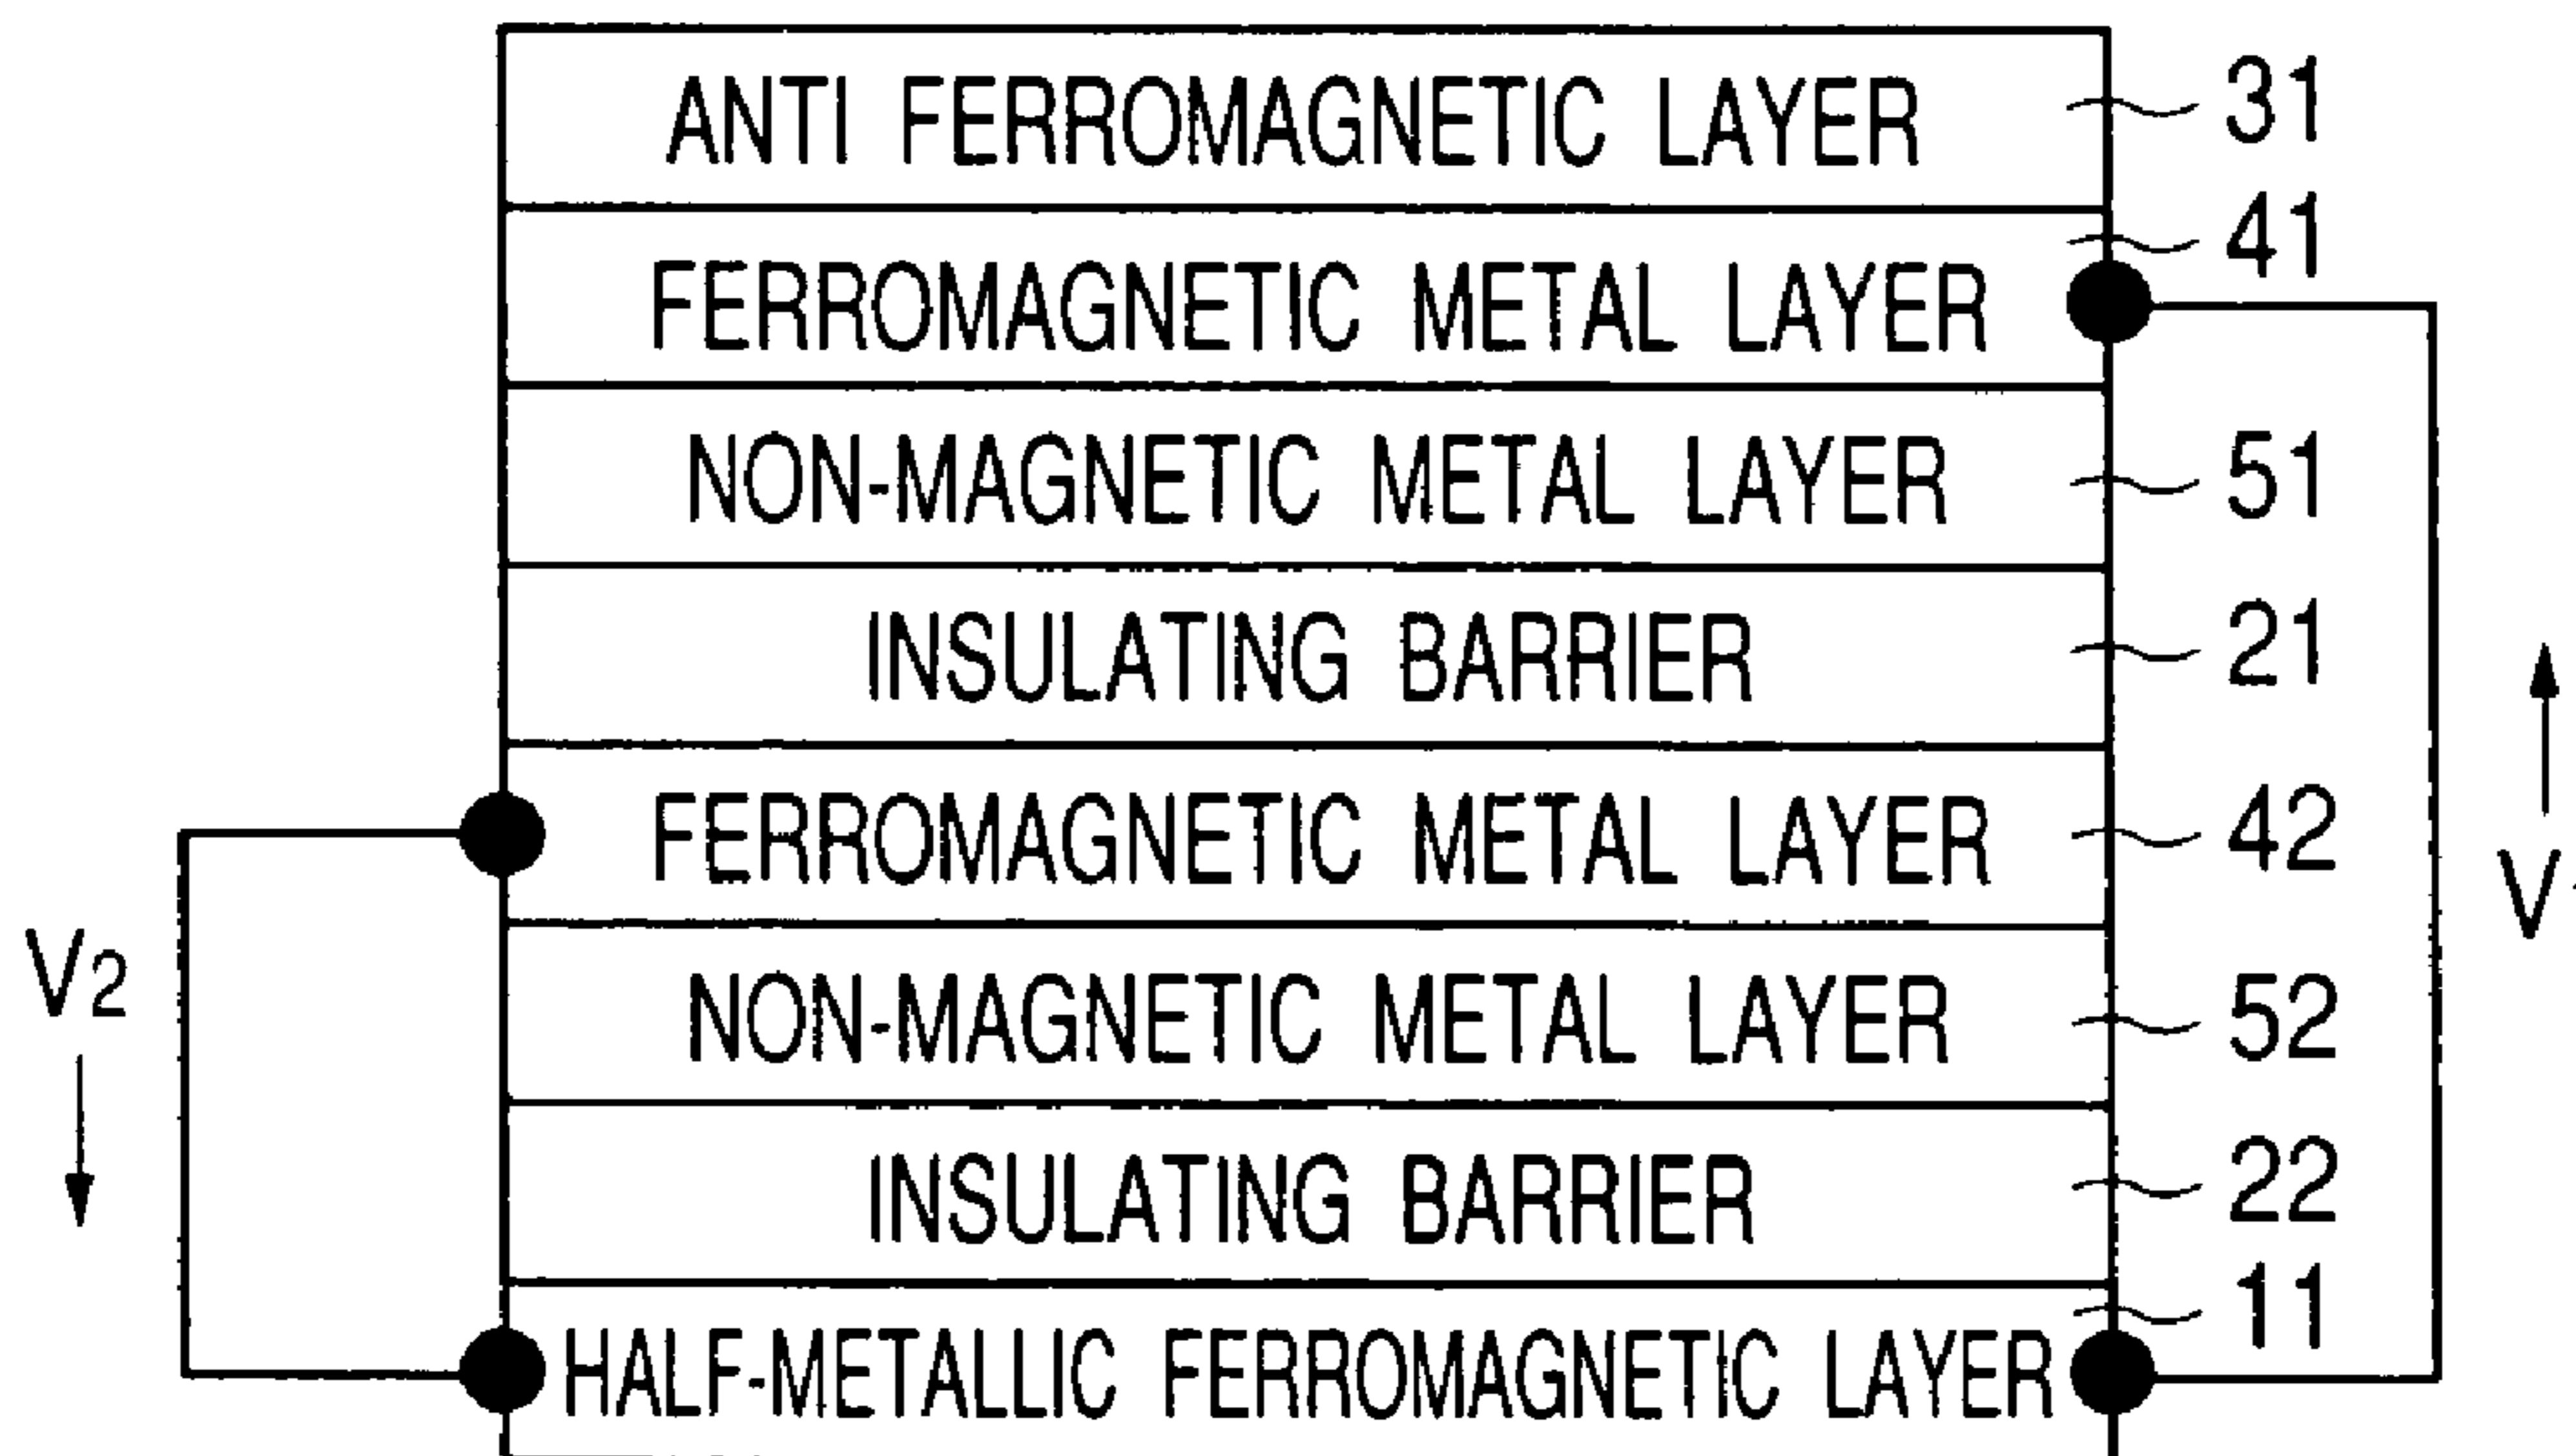 ANTI FERROMAGNETIC LAYER 31
41
FERROMAGNETIC METAL LAYER
NON-MAGNETIC METAL LAYER 51
INSULATING BARRIER 21
FERROMAGNETIC METAL LAYER 42
V
V2
NON-MAGNETIC METAL LAYER 52
INSULATING BARRIER 22
11
HALF-METALLIC FERROMAGNETIC LAYER